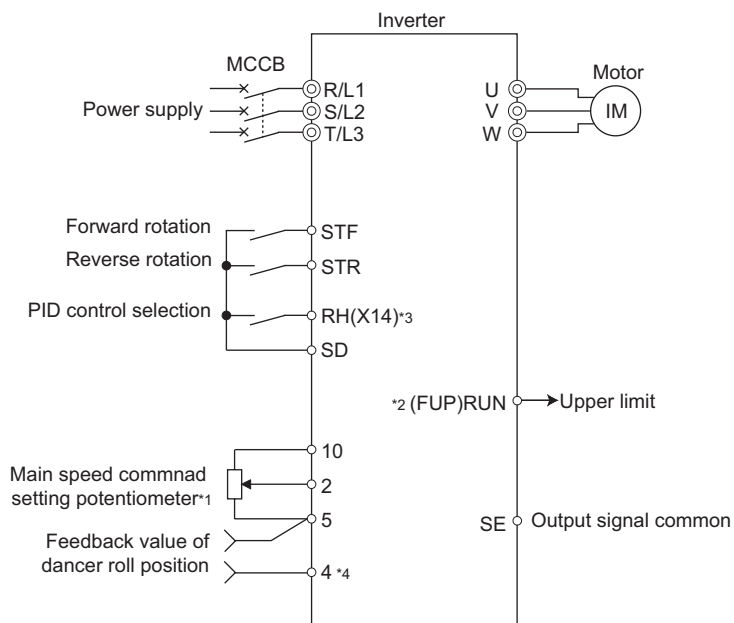 Inverter
MCCB
Power supply
R/L1
S/L2
T/L3
U
V
W
Motor
IM
Forward rotation
STF
Reverse rotation
STR
PID control selection
RH(X14)*3
SD
*2 (FUP)RUN
Upper limit
10
Main speed commnad
setting potentiometer*1
2
5
SE
Output signal common
Feedback value of
dancer roll position
4 *4